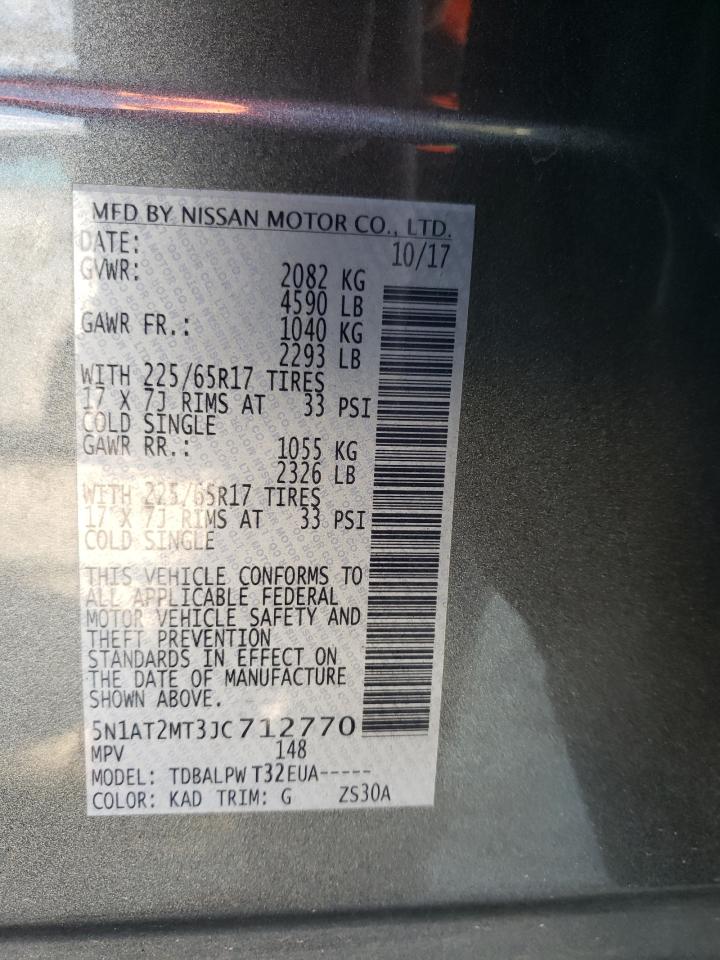 MFD BY NISSAN MOTOR CO., LTD.
DATE: 10/17
GVWR: 2082 KG
4590 LB
GAWR FR.: 1040 KG
2293 LB
WITH 225/65R17 TIRES
17 X 7J RIMS AT 33 PSI
COLD SINGLE
GAWR RR.: 1055 KG
2326 LB
WITH 225/65R17 TIRES
17 X 7J RIMS AT 33 PSI
COLD SINGLE
THIS VEHICLE CONFORMS TO
ALL APPLICABLE FEDERAL
MOTOR VEHICLE SAFETY AND
THEFT PREVENTION
STANDARDS IN EFFECT ON
THE DATE OF MANUFACTURE
SHOWN ABOVE.
5N1AT2MT3JC712770
MPV 148
MODEL: TDBALPW T32EUA-----
COLOR: KAD TRIM: G ZS30A